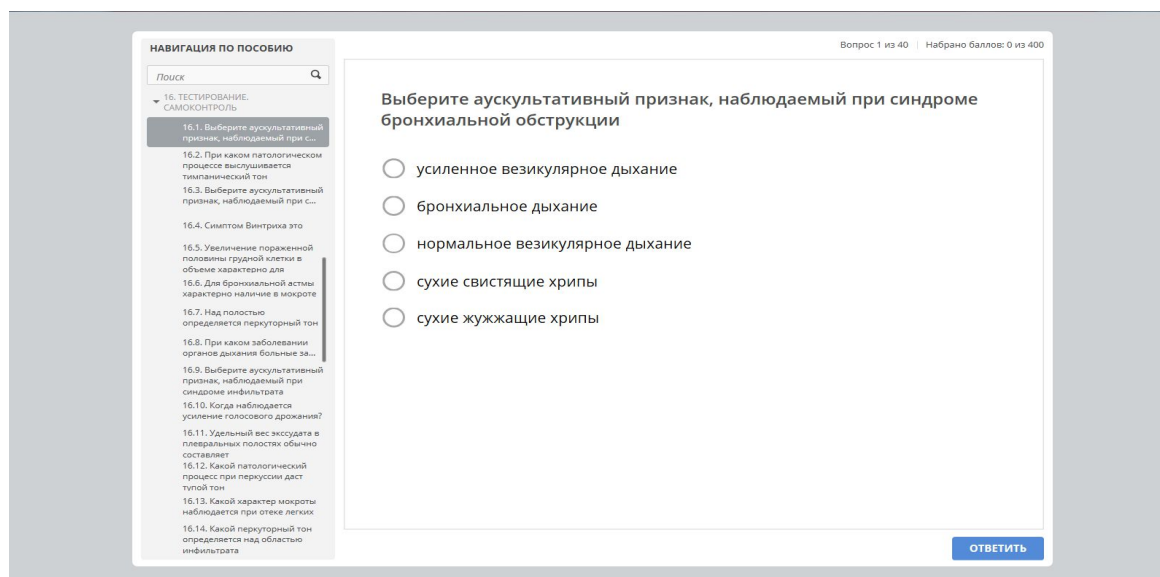 НАВИГАЦИЯ ПО ПОСОБИЮ
Поиск
16. ТЕСТИРОВАНИЕ.
САМОКОНТРОЛЬ
16.1. Выберите аускультативный
признак, наблюдаемый при с...
16.2. При каком патологическом
процессе выслушивается
тимпанический тон
16.3. Выберите аускультативный
признак, наблюдаемый при с...
16.4. Симптом Винтриха это
16.5. Увеличение пораженной
половины грудной клетки в
объеме характерно для
16.6. Для бронхиальной астмы
характерно наличие в мокроте
16.7. Над полостью
определяется перкуторный тон
16.8. При каком заболевании
органов дыхания больные за...
16.9. Выберите аускультативный
признак, наблюдаемый при
синдроме инфильтрата
16.10. Когда наблюдается
усиление голосового дрожания?
16.11. Удельный вес экссудата в
плевральных полостях обычно
составляет
16.12. Какой патологический
процесс при перкуссии даст
тупой тон
16.13. Какой характер мокроты
наблюдается при отеке легких
16.14. Какой перкуторный тон
определяется над областью
инфильтрата
Вопрос 1 из 40 | Набрано баллов: 0 из 400
Выберите аускультативный признак, наблюдаемый при синдроме
бронхиальной обструкции
усиленное везикулярное дыхание
бронхиальное дыхание
нормальное везикулярное дыхание
сухие свистящие хрипы
сухие жужжащие хрипы
ОТВЕТИТЬ